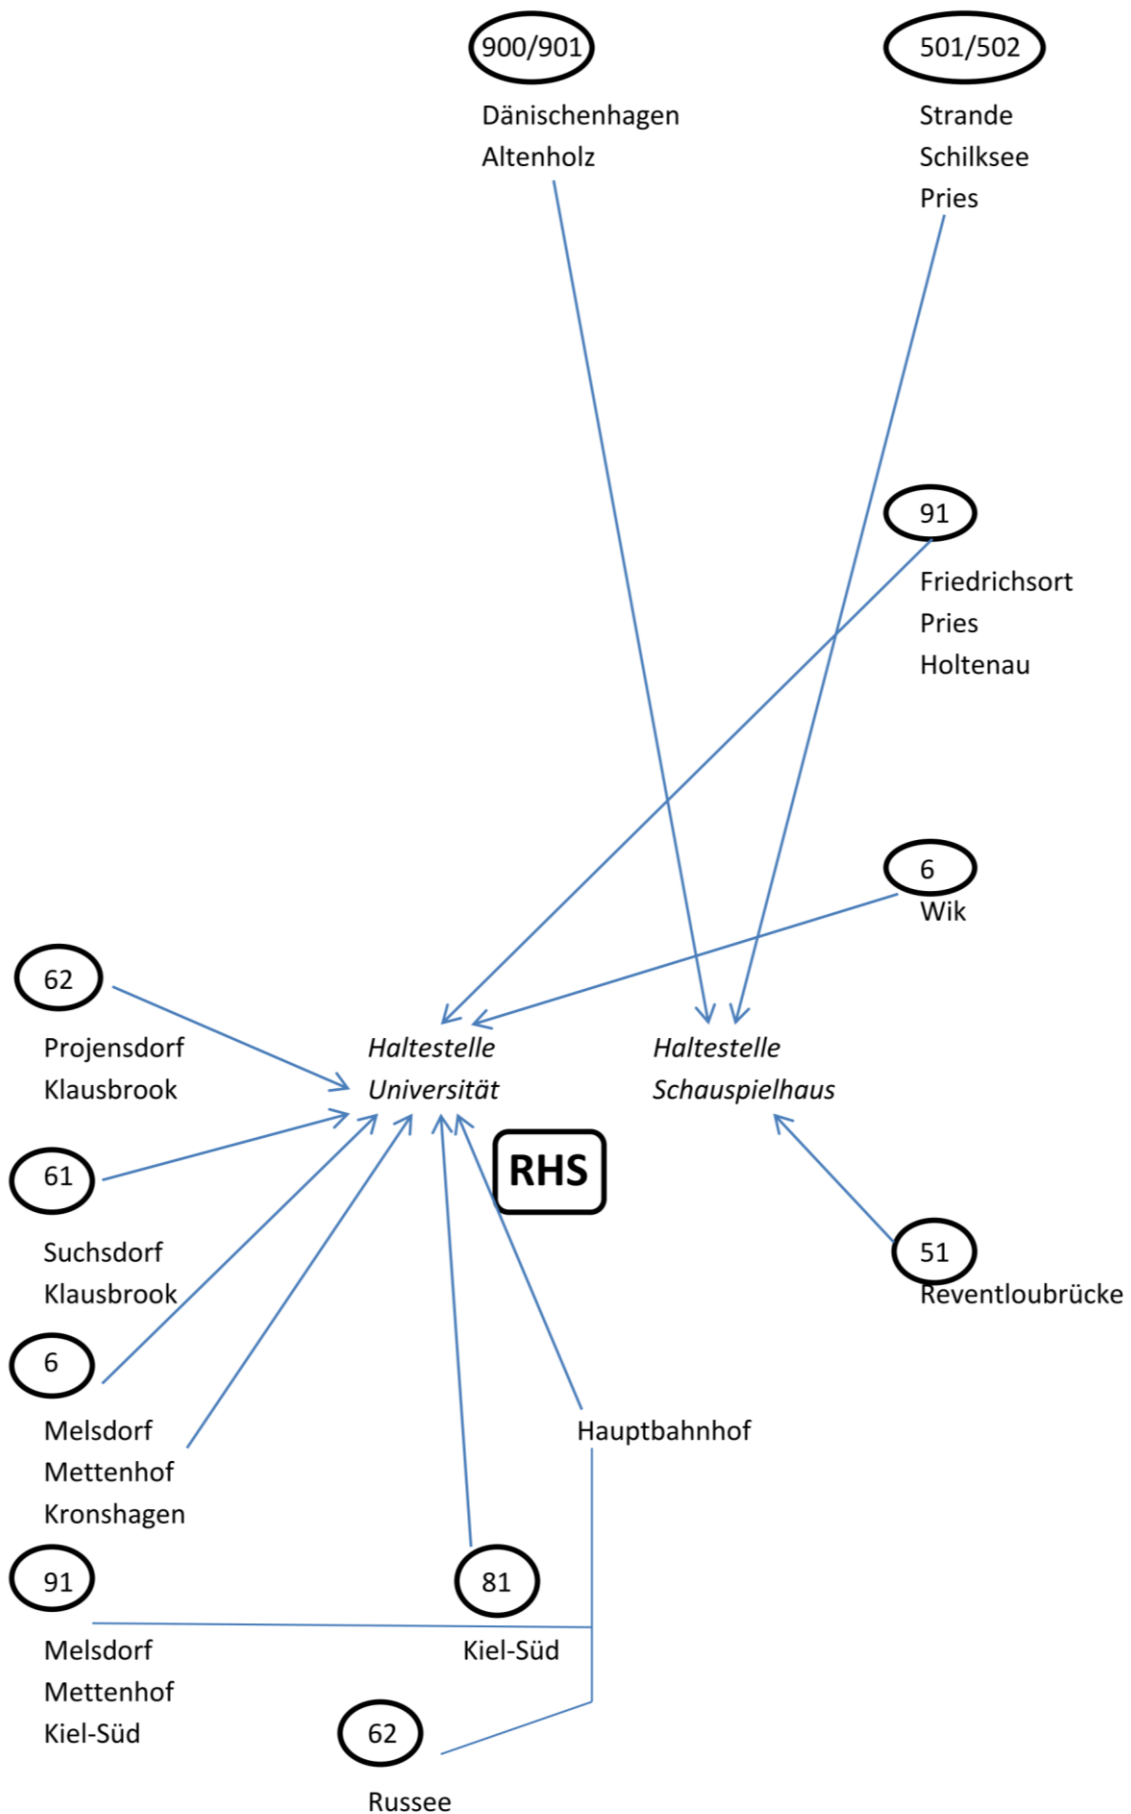 900/901
Dänischenhagen
Altenholz
501/502
Strande
Schilksee
Pries
91
Friedrichsort
Pries
Holtenau
6
Wik
62
Projensdorf
Klausbrook
Haltestelle
Universität
Haltestelle
Schauspielhaus
RHS
61
Suchsdorf
Klausbrook
51
Reventloubrücke
6
Melsdorf
Mettenhof
Kronshagen
Hauptbahnhof
91
Melsdorf
Mettenhof
Kiel-Süd
81
Kiel-Süd
62
Russee